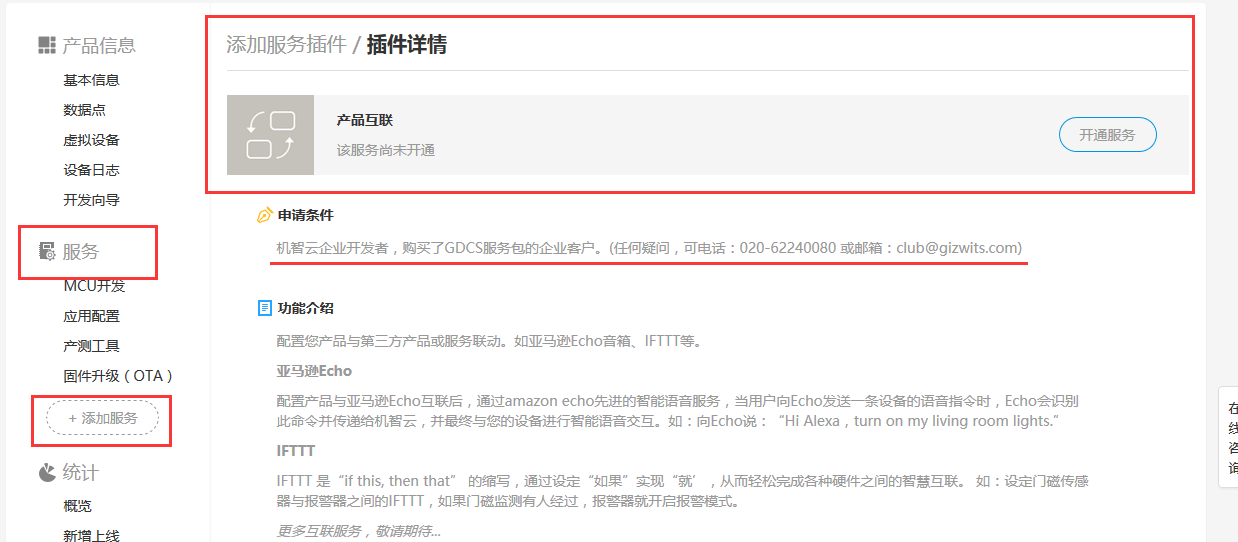 产品信息
基本信息
数据点
虚拟设备
设备日志
开发向导
服务
MCU开发
应用配置
产测工具
固件升级（OTA）
+ 添加服务
统计
概览
新增上线
添加服务插件 / 插件详情
产品互联
该服务尚未开通
开通服务
申请条件
机智云企业开发者，购买了GDCS服务包的企业客户。(任何疑问，可电话：020-62240080 或邮箱：club@gizwits.com)
功能介绍
配置您产品与第三方产品或服务联动。如亚马逊Echo音箱、IFTTT等。
亚马逊Echo
配置产品与亚马逊Echo互联后，通过amazon echo先进的智能语音服务，当用户向Echo发送一条设备的语音指令时，Echo会识别
此命令并传递给机智云，并最终与您的设备进行智能语音交互。如：向Echo说：“Hi Alexa，turn on my living room lights.”
IFTTT
IFTTT 是“if this, then that” 的缩写，通过设定“如果”实现“就’，从而轻松完成各种硬件之间的智慧互联。 如：设定门磁传感
器与报警器之间的IFTTT，如果门磁监测有人经过，报警器就开启报警模式。
更多互联服务，敬请期待...
在
线
咨
询